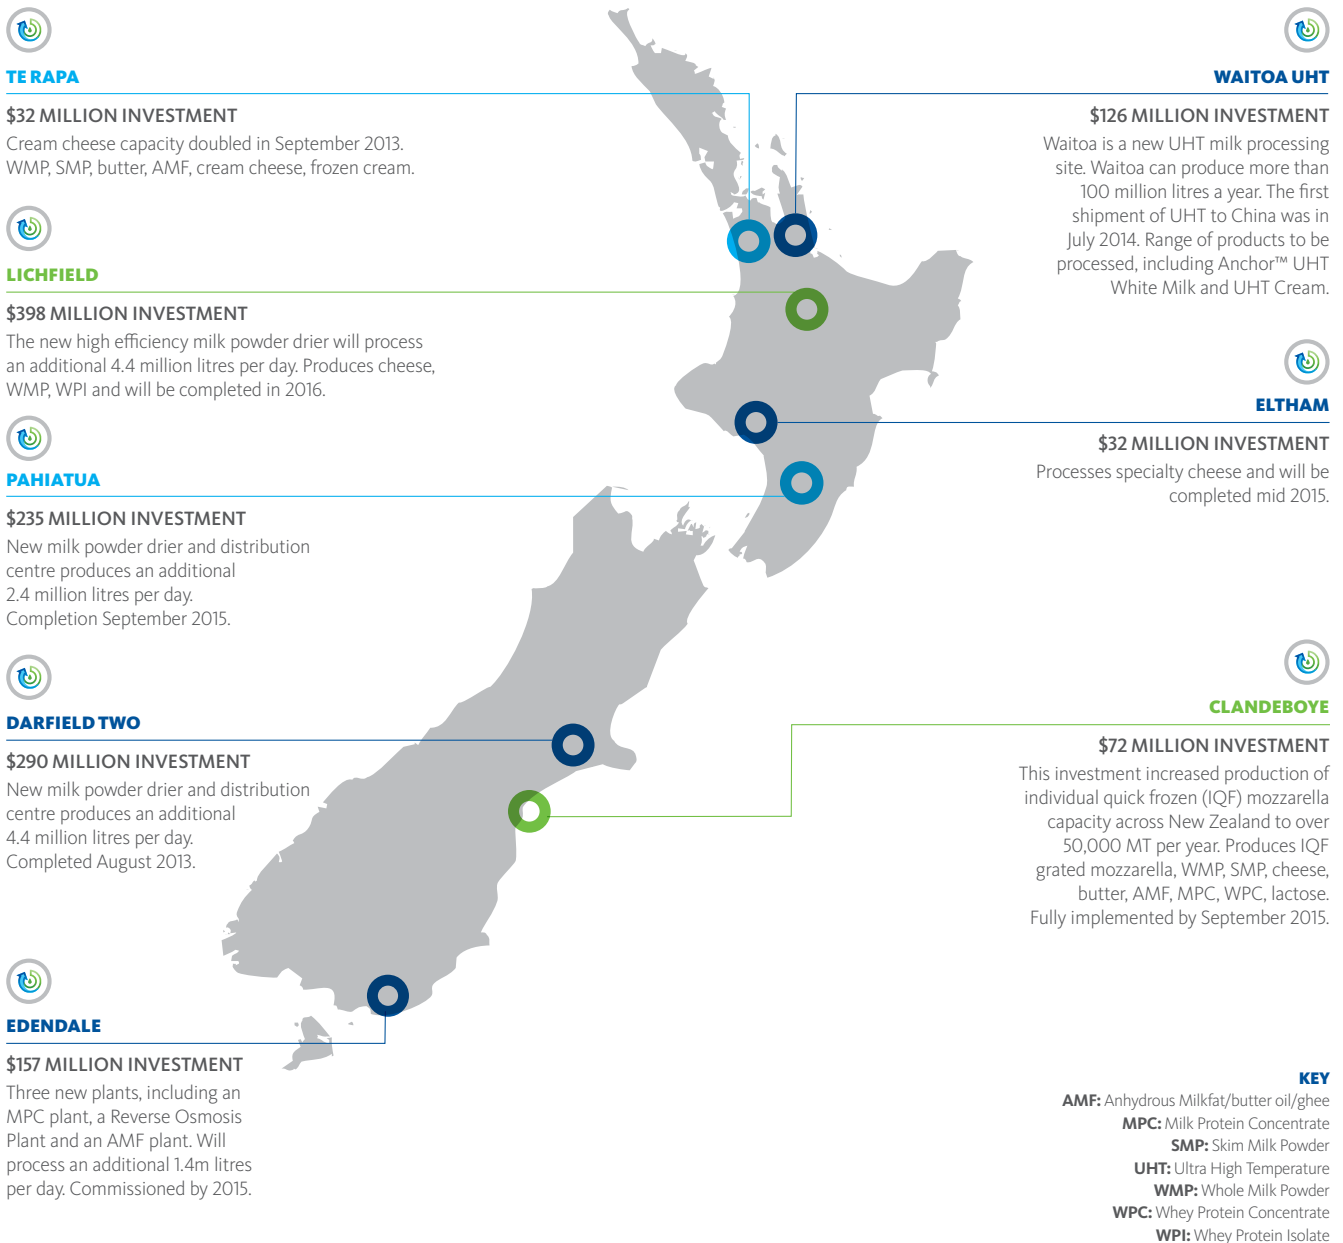 TE RAPA
$32 MILLION INVESTMENT
Cream cheese capacity doubled in September 2013.
WMP, SMP, butter, AMF, cream cheese, frozen cream.
LICHFIELD
$398 MILLION INVESTMENT
The new high efficiency milk powder drier will process
an additional 4.4 million litres per day. Produces cheese,
WMP, WPI and will be completed in 2016.
PAHIATUA
$235 MILLION INVESTMENT
New milk powder drier and distribution
centre produces an additional
2.4 million litres per day.
Completion September 2015.
DARFIELD TWO
$290 MILLION INVESTMENT
New milk powder drier and distribution
centre produces an additional
4.4 million litres per day.
Completed August 2013.
EDENDALE
$157 MILLION INVESTMENT
Three new plants, including an
MPC plant, a Reverse Osmosis
Plant and an AMF plant. Will
process an additional 1.4m litres
per day. Commissioned by 2015.
WAITOA UHT
$126 MILLION INVESTMENT
Waitoa is a new UHT milk processing
site. Waitoa can produce more than
100 million litres a year. The first
shipment of UHT to China was in
July 2014. Range of products to be
processed, including Anchor™ UHT
White Milk and UHT Cream.
ELTHAM
$32 MILLION INVESTMENT
Processes specialty cheese and will be
completed mid 2015.
CLANDEBOYE
$72 MILLION INVESTMENT
This investment increased production of
individual quick frozen (IQF) mozzarella
capacity across New Zealand to over
50,000 MT per year. Produces IQF
grated mozzarella, WMP, SMP, cheese,
butter, AMF, MPC, WPC, lactose.
Fully implemented by September 2015.
KEY
AMF: Anhydrous Milkfat/butter oil/ghee
MPC: Milk Protein Concentrate
SMP: Skim Milk Powder
UHT: Ultra High Temperature
WMP: Whole Milk Powder
WPC: Whey Protein Concentrate
WPI: Whey Protein Isolate